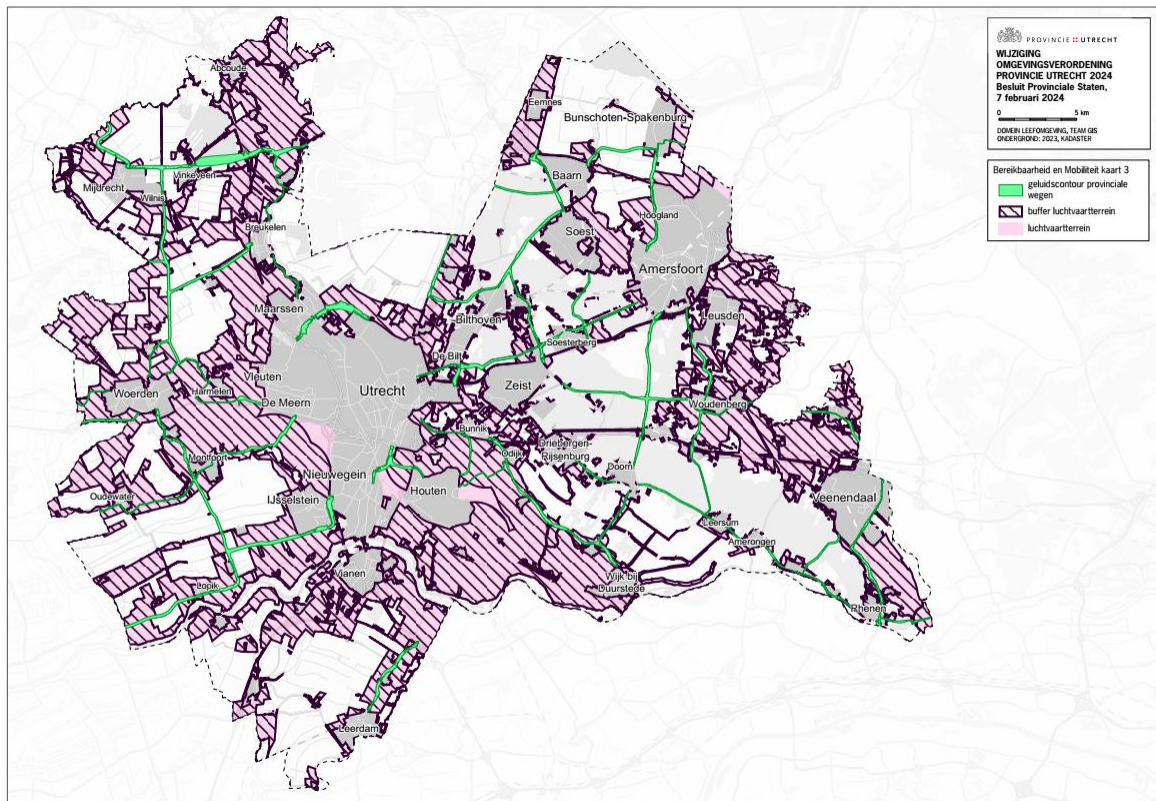 PROVINCIE UTRECHT
WIJZIGING
OMGEVINGSVERORDENING
PROVINCIE UTRECHT 2024
Besluit Provinciale Staten,
7 februari 2024
0 5 km
DOMEIN LEEFOMGEVING, TEAM GIS
ONDERGROND: 2023, KADASTER
Bereikbaarheid en Mobiliteit kaart 3
geluidscontour provinciale
wegen
buffer luchtvaartterrein
luchtvaartterrein
Abcoude
Eemnes
Bunschoten-Spakenburg
Vinkeveen
Baarn
Mijdrecht
Wilnis
Hoogland
Breukelen
Soest
Amersfoort
Maarssen
Leusden
Bilthoven
Soesterberg
De Bilt
Vleuten
Zeist
Utrecht
Woerden
Harmelen
De Meern
Woudenberg
Bunnik
Driebergen-
Rijsenburg
Odijk
Montfoort
Doorn
Nieuwegein
Houten
Oudewater
IJsselstein
Veenendaal
Leersum
Amerongen
Vianen
Wijk bij
Duurstede
Lopik
Rhenen
Leerdam